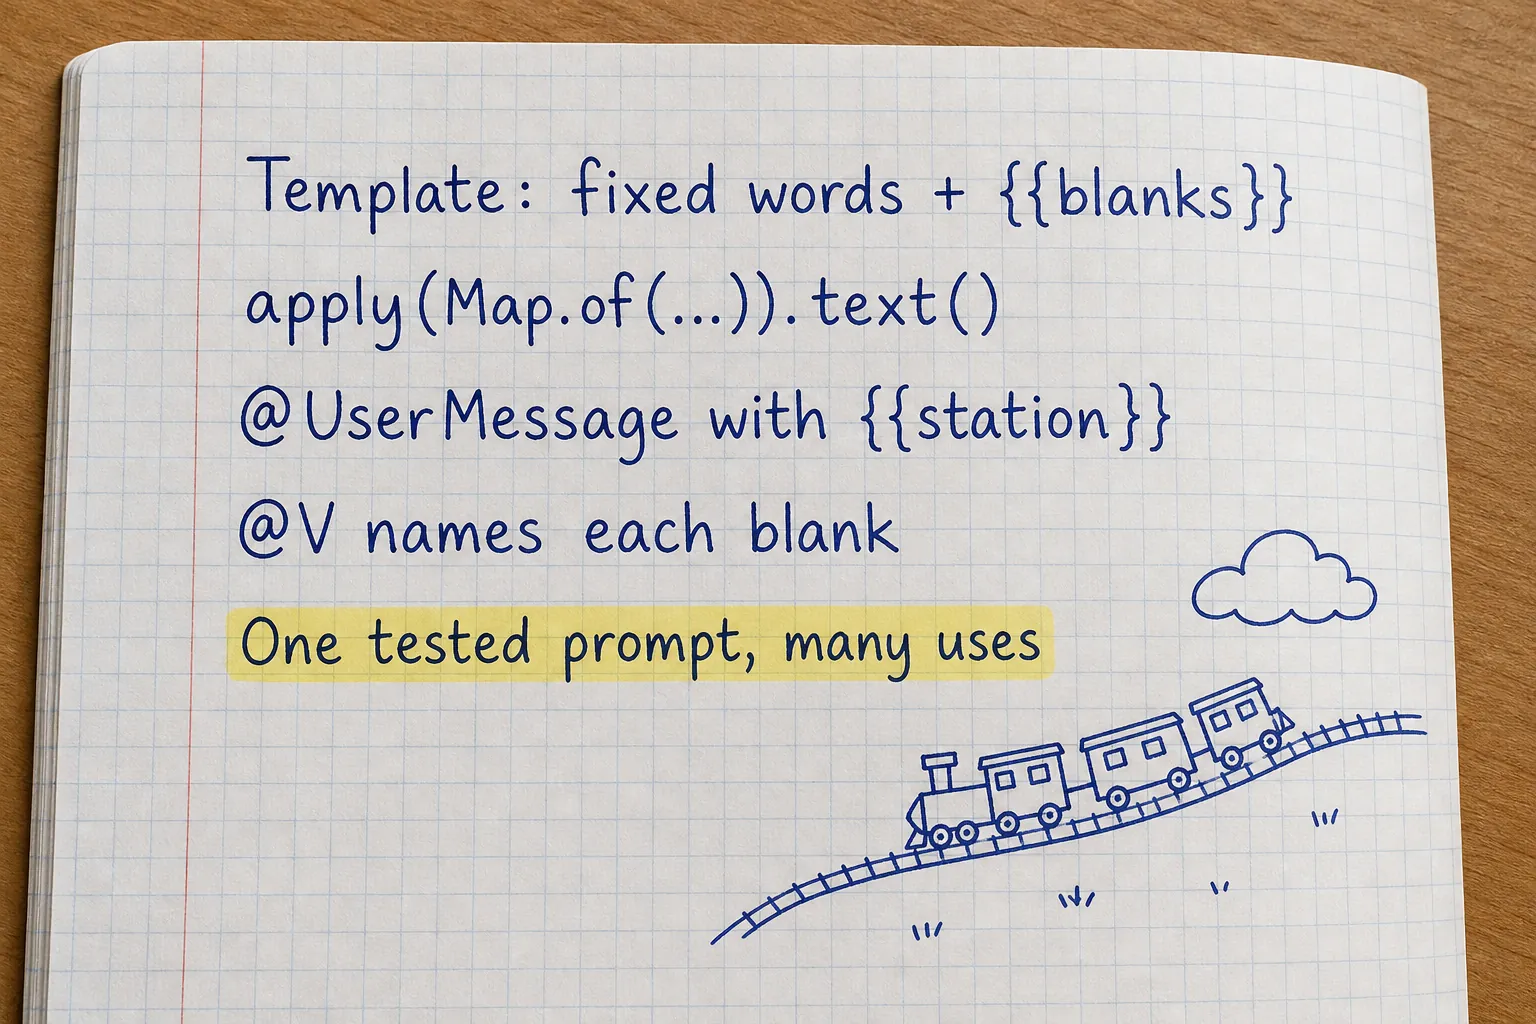 Template: fixed words + {{blanks}}
apply(Map.of(...)).text()
@UserMessage with {{station}}
@V names each blank
One tested prompt, many uses